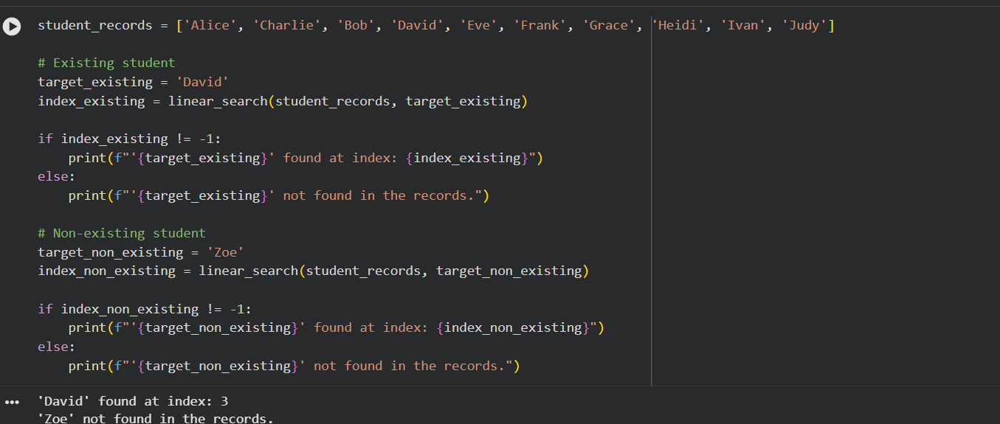 student_records = ['Alice', 'Charlie', 'Bob', 'David', 'Eve', 'Frank', 'Grace', 'Heidi', 'Ivan', 'Judy']

# Existing student
target_existing = 'David'
index_existing = linear_search(student_records, target_existing)

if index_existing != -1:
    print(f"'{target_existing}' found at index: {index_existing}")
else:
    print(f"'{target_existing}' not found in the records.")

# Non-existing student
target_non_existing = 'Zoe'
index_non_existing = linear_search(student_records, target_non_existing)

if index_non_existing != -1:
    print(f"'{target_non_existing}' found at index: {index_non_existing}")
else:
    print(f"'{target_non_existing}' not found in the records.")

'David' found at index: 3
'Zoe' not found in the records.